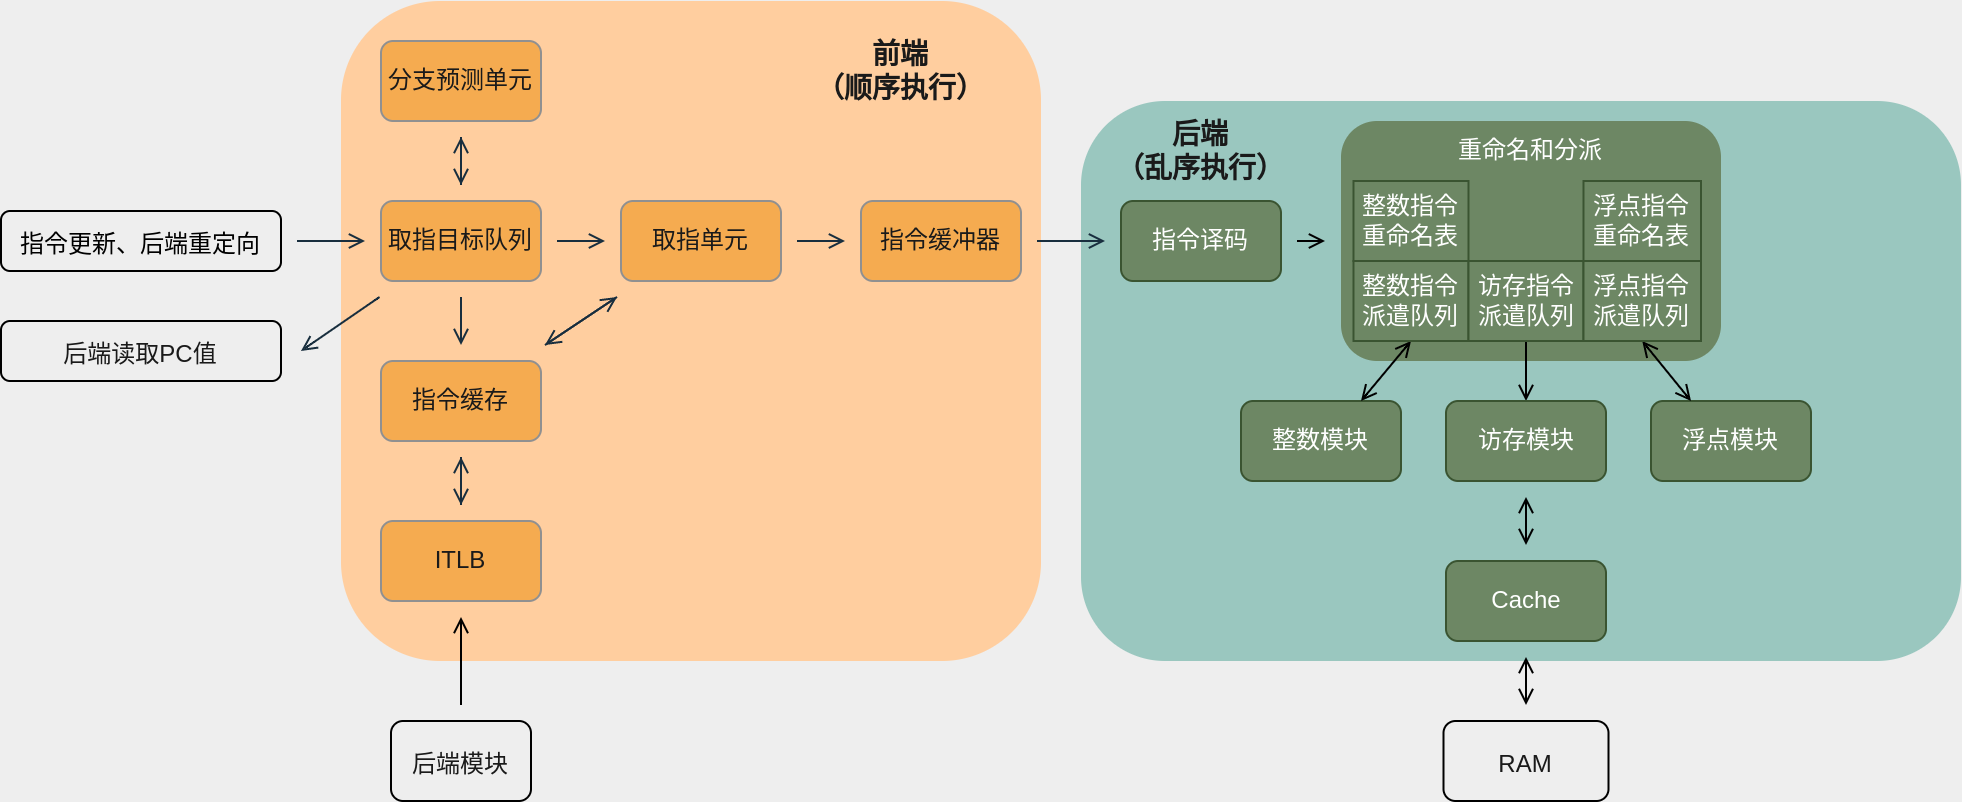 前端
（顺序执行）
分支预测单元
指令更新、后端重定向
取指目标队列
取指单元
指令缓冲器
后端读取PC值
指令缓存
ITLB
后端模块
后端
（乱序执行）
指令译码
重命名和分派
整数指令
重命名表
浮点指令
重命名表
整数指令
派遣队列
访存指令
派遣队列
浮点指令
派遣队列
整数模块
访存模块
浮点模块
Cache
RAM